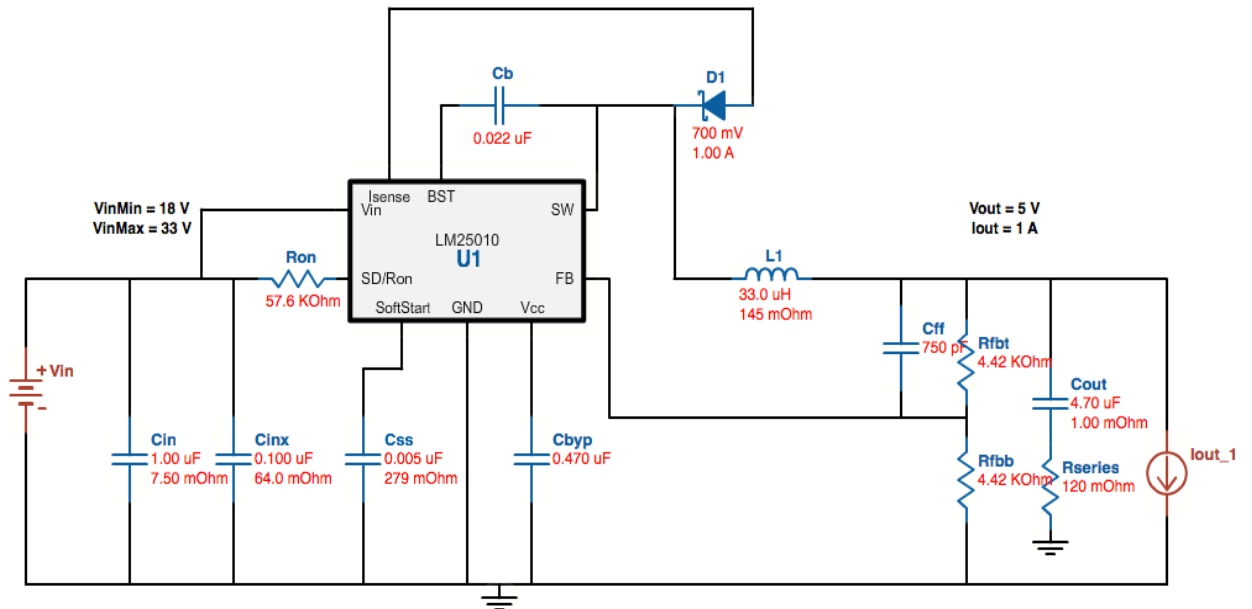 Cb
0.022 uF
D1
700 mV
1.00 A
VinMin = 18 V
VinMax = 33 V
Isense
BST
Vin
SW
LM25010
U1
SD/Ron
FB
SoftStart
GND
Vcc
Ron
57.6 KOhm
Vout = 5 V
Iout = 1 A
L1
33.0 uH
145 mOhm
Cff
750 pF
Rfbt
4.42 KOhm
Cout
4.70 uF
1.00 mOhm
+ Vin
-
Cin
1.00 uF
7.50 mOhm
Cinx
0.100 uF
64.0 mOhm
Css
0.005 uF
279 mOhm
Cbyp
0.470 uF
Rfbb
4.42 KOhm
Rseries
120 mOhm
Iout_1